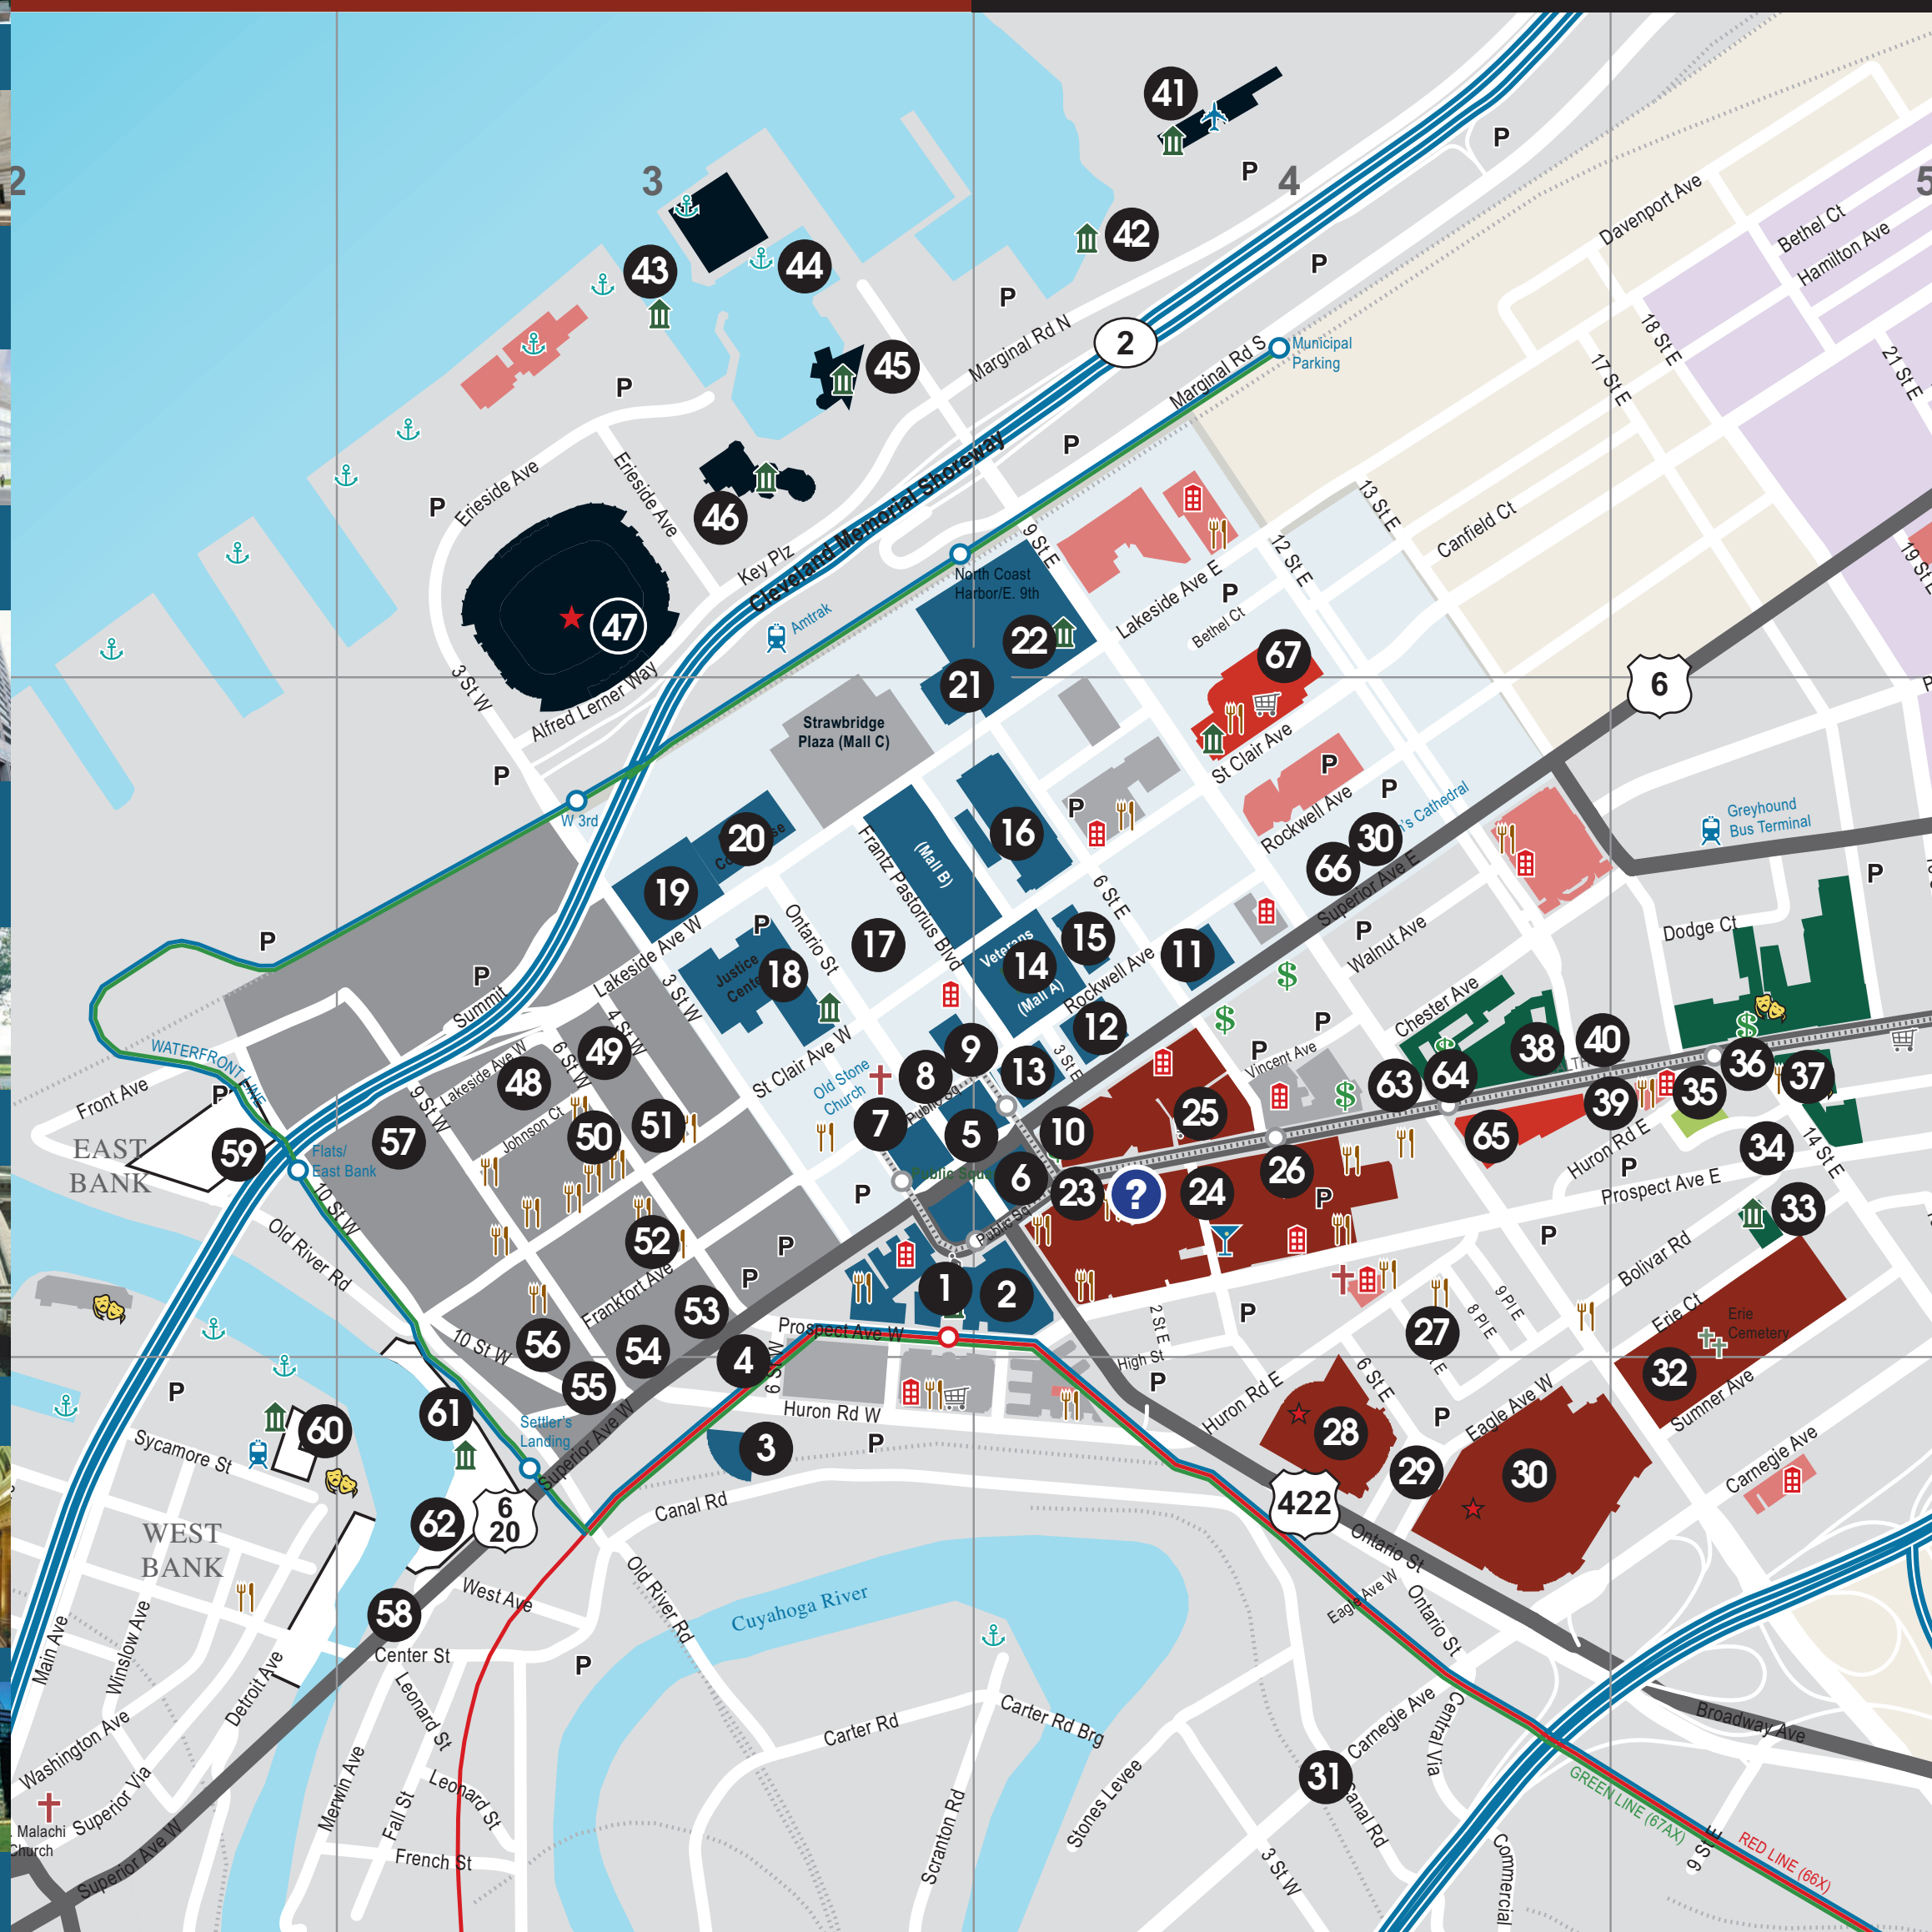 41
2
3
4
5
P
P
Davenport Ave
Bethel Ct
Hamilton Ave
42
43
44
P
P
18 St E
Marginal Rd N
2
Marginal Rd S
Municipal
Parking
17 St E
21 St E
45
P
P
Cleveland Memorial Shoreway
Erieside Ave
Erieside Ave
P
46
13 St E
Canfield Ct
9 St E
12 St E
19 St E
Key Plz
North Coast
Harbor/E. 9th
Lakeside Ave E
P
Bethel Ct
Amtrak
47
22
67
3 St W
Alfred Lerner Way
21
6
Strawbridge
Plaza (Mall C)
St Clair Ave
P
P
P
W 3rd
P
Rockwell Ave
's Cathedral
Greyhound
Bus Terminal
20
16
30
66
Superior Ave E
P
19
Frantz Pastorius Blvd
(Mall B)
6 St E
P
Ontario St
17
15
Veterans
14
(Mall A)
11
Rockwell Ave
P
Walnut Ave
Dodge Ct
P
P
Lakeside Ave W
Justice
Center
18
3 St W
Summit
4 St W
12
P
Chester Ave
WATERFRONT LINE
49
6 St W
Lakeside Ave W
St Clair Ave W
9
3 St E
P
Vincent Ave
38
40
Front Ave
P
48
9 St W
Old Stone
Church
8
13
63
64
36
37
EAST
BANK
59
57
Johnson Ct
50
51
7
Public Sq
5
10
25
39
35
65
Huron Rd E
14 St E
34
Flats/
East Bank
10 St W
Public Square
6
23
?
24
26
P
P
P
Prospect Ave E
33
Old River Rd
52
P
Public Sq
P
Bolivar Rd
P
Frankfort Ave
53
1
2
2 St E
P
9 Pl E
8 Pl E
27
Erie Ct
Erie
Cemetery
10 St W
56
54
4
Prospect Ave W
High St
32
Sumner Ave
P
55
P
Huron Rd E
6 St E
Eagle Ave W
Sycamore St
60
61
Settler's
Landing
Superior Ave W
Huron Rd W
3
P
28
P
29
30
Carnegie Ave
Canal Rd
WEST
BANK
62
6
20
422
Ontario St
Old River Rd
Cuyahoga River
West Ave
58
Center St
Eagle Ave W
Ontario St
Main Ave
Winslow Ave
Detroit Ave
P
Leonard St
Carter Rd
Carter Rd Brg
Carnegie Ave
Central Via
Broadway Ave
Washington Ave
Superior Via
Merwin Ave
Fall St
Leonard St
Stones Levee
31
Canal Rd
GREEN LINE (67AX)
RED LINE (66X)
9 St E
Malachi
Church
Superior Ave W
French St
Scranton Rd
3 St W
Commercial